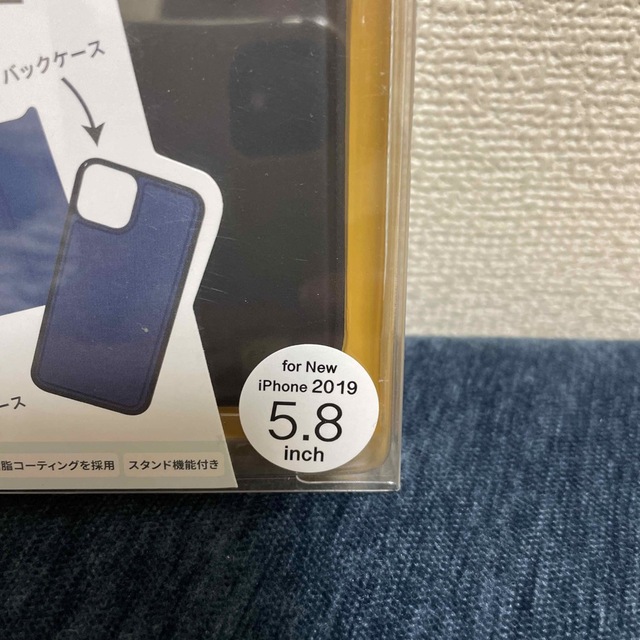 バックケース
for New
iPhone 2019
5.8
inch
ース
脂コーティングを採用
スタンド機能付き